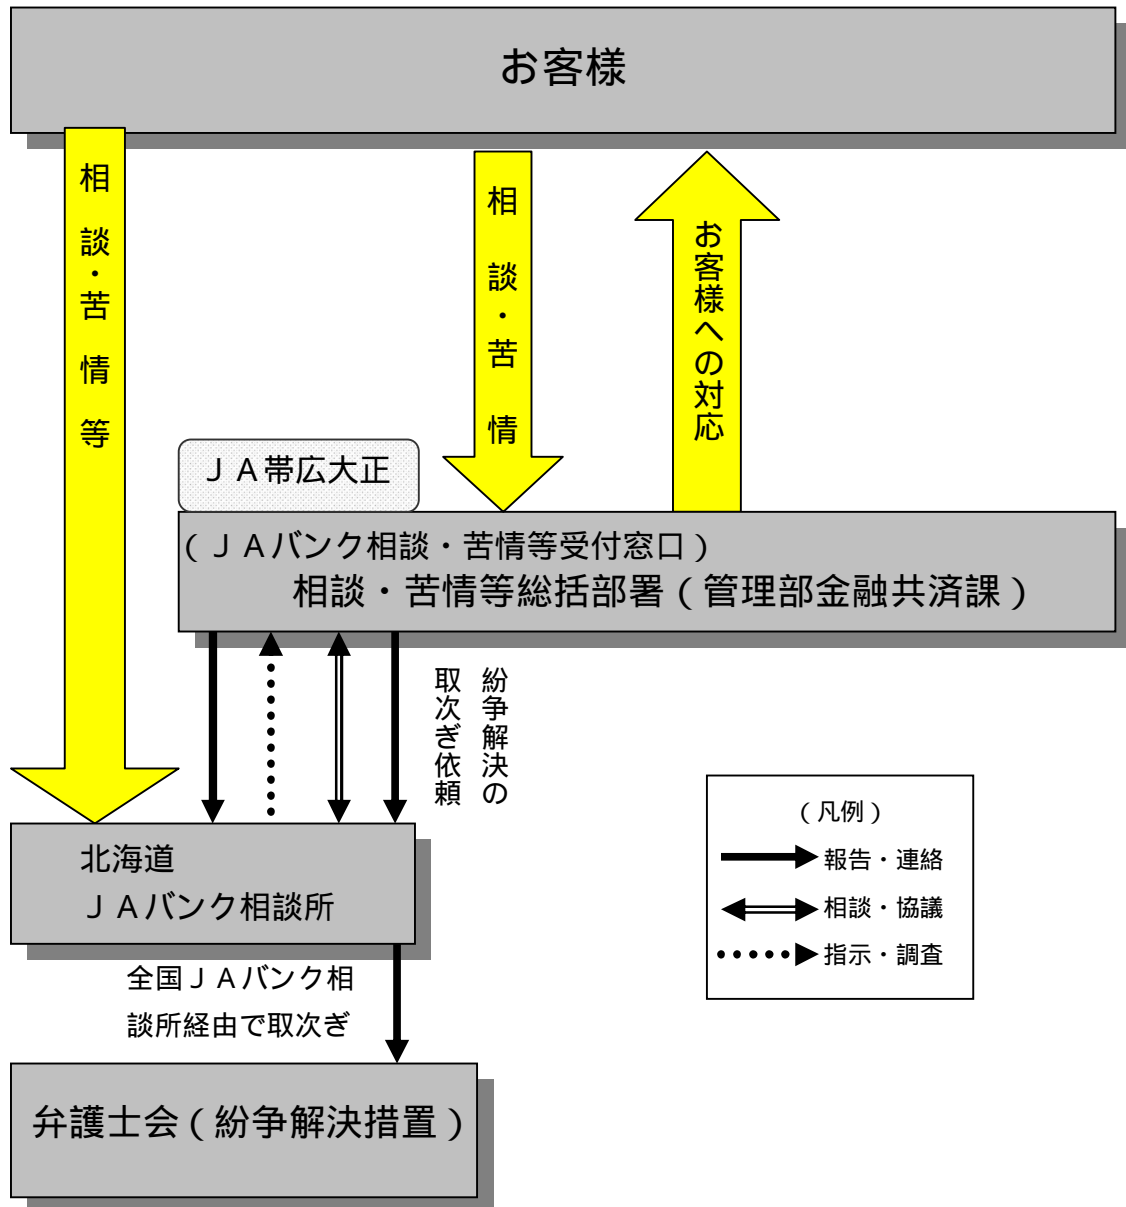 お客様
相談・苦情等
相談・苦情
お客様への対応
ＪＡ帯広大正
（ＪＡバンク相談・苦情等受付窓口）
相談・苦情等総括部署（管理部金融共済課）
紛争解決の
取次ぎ依頼
（凡例）
報告・連絡
相談・協議
指示・調査
北海道
ＪＡバンク相談所
全国ＪＡバンク相
談所経由で取次ぎ
弁護士会（紛争解決措置）